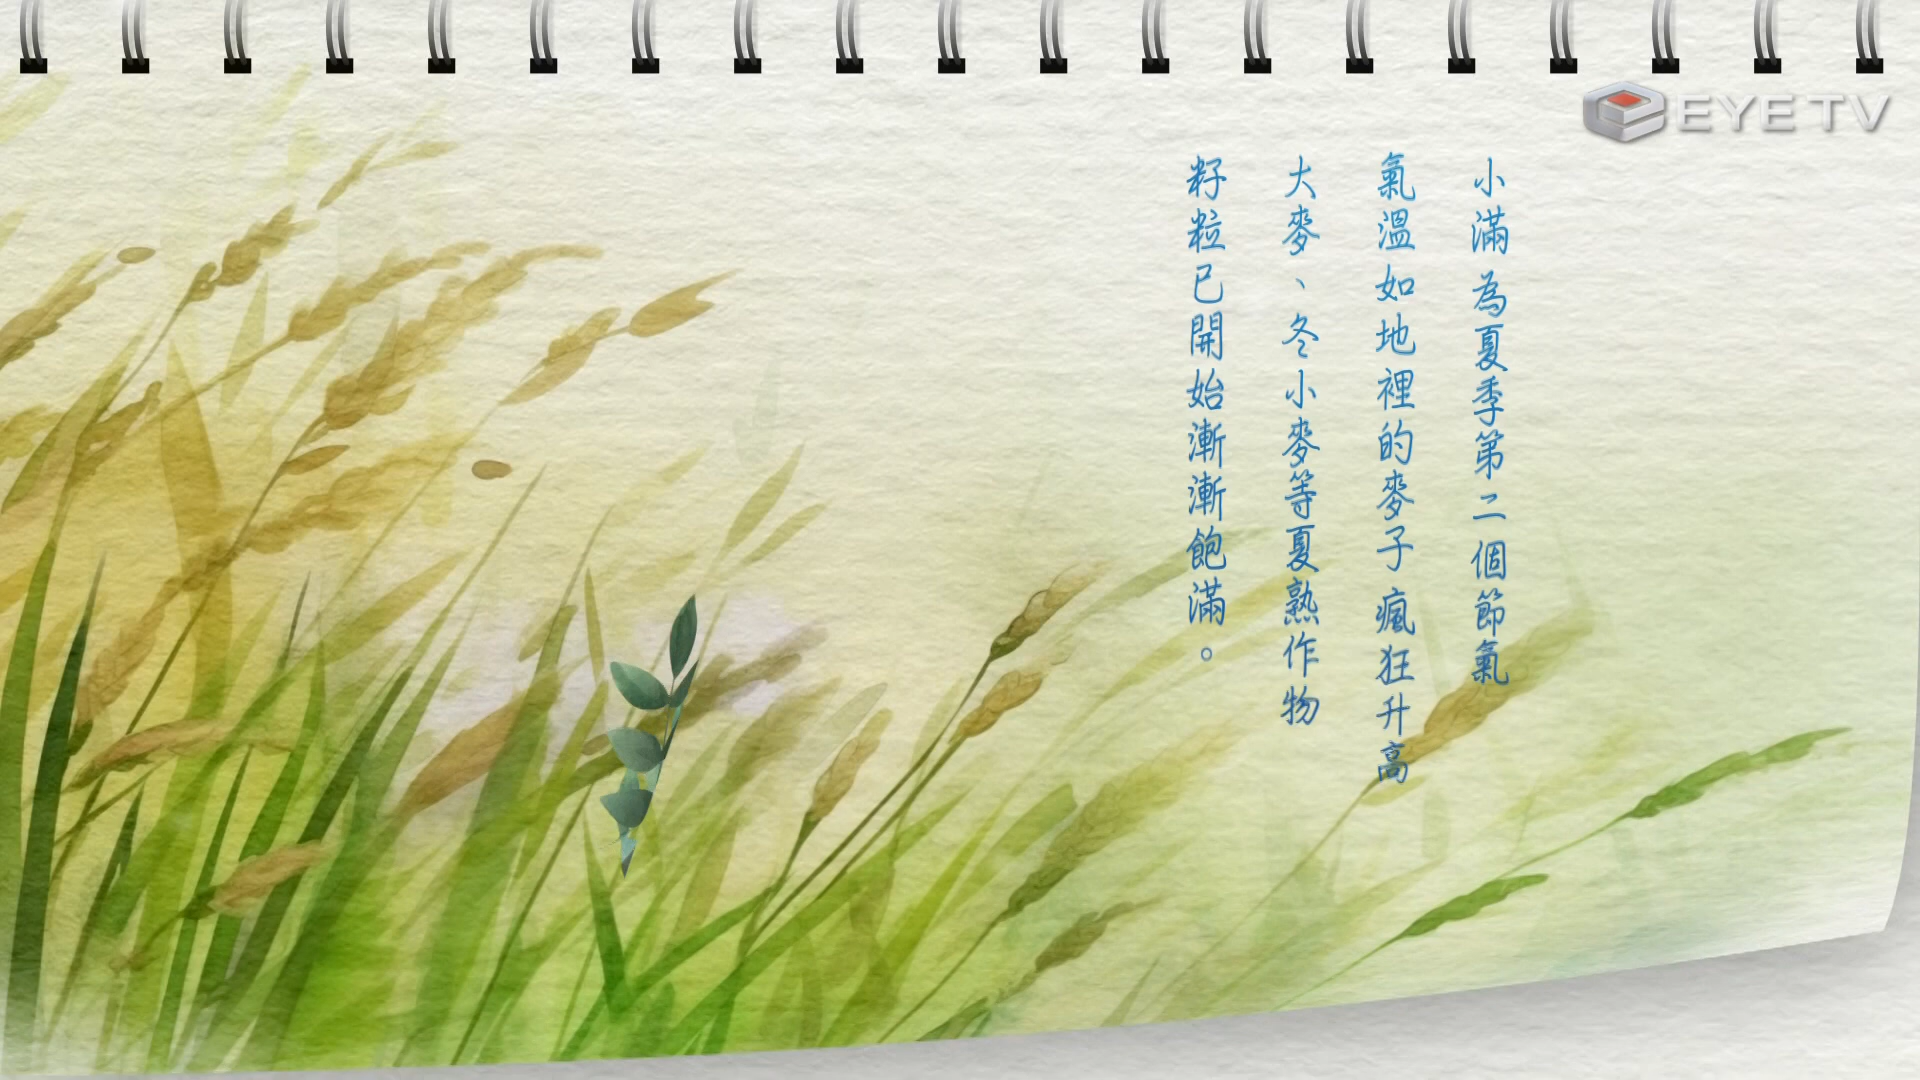 小滿 為夏季第二個節氣
氣溫如地裡的麥子 瘋狂升高
大麥、冬小麥等夏熟作物
籽粒已開始漸漸飽滿。
EYE TV